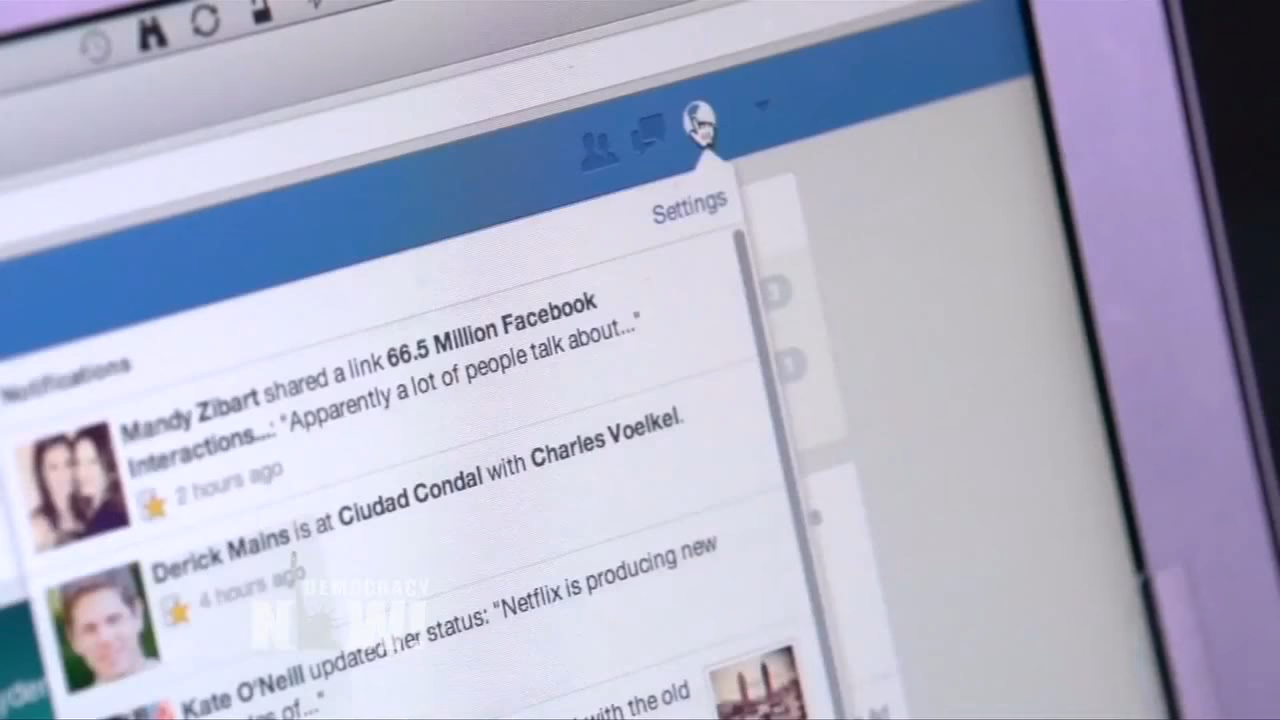 Settings
Notifications
Mandy Zibart shared a link 66.5 Million Facebook
Interactions...: "Apparently a lot of people talk about..."
2 hours ago
Derick Mains is at Ciudad Condal with Charles Voelkel.
4 hours ago
DEMOCRACY
NOW!
Kate O'Neill updated her status: "Netflix is producing new
of..."
with the old